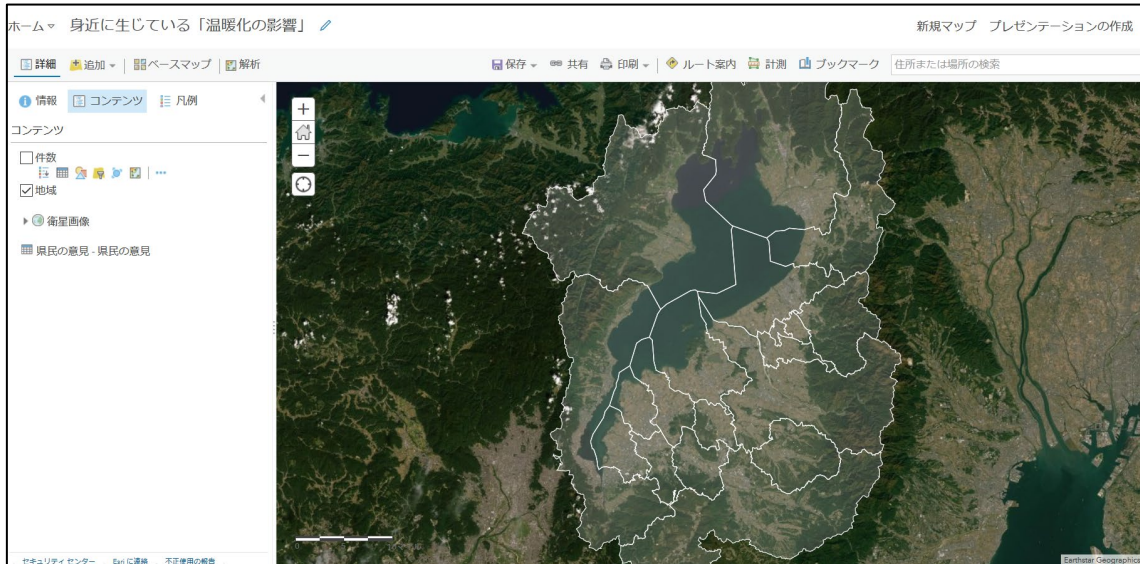 ホーム 身近に生じている「温暖化の影響」 新規マップ プレゼンテーションの作成
詳細 追加 ベースマップ 解析 保存 共有 印刷 ルート案内 計測 ブックマーク 住所または場所の検索
情報 コンテンツ 凡例
コンテンツ
件数
地域
衛星画像
県民の意見 - 県民の意見
セキュリティ センター Esri に連絡 不正使用の報告
Earthstar Geographics